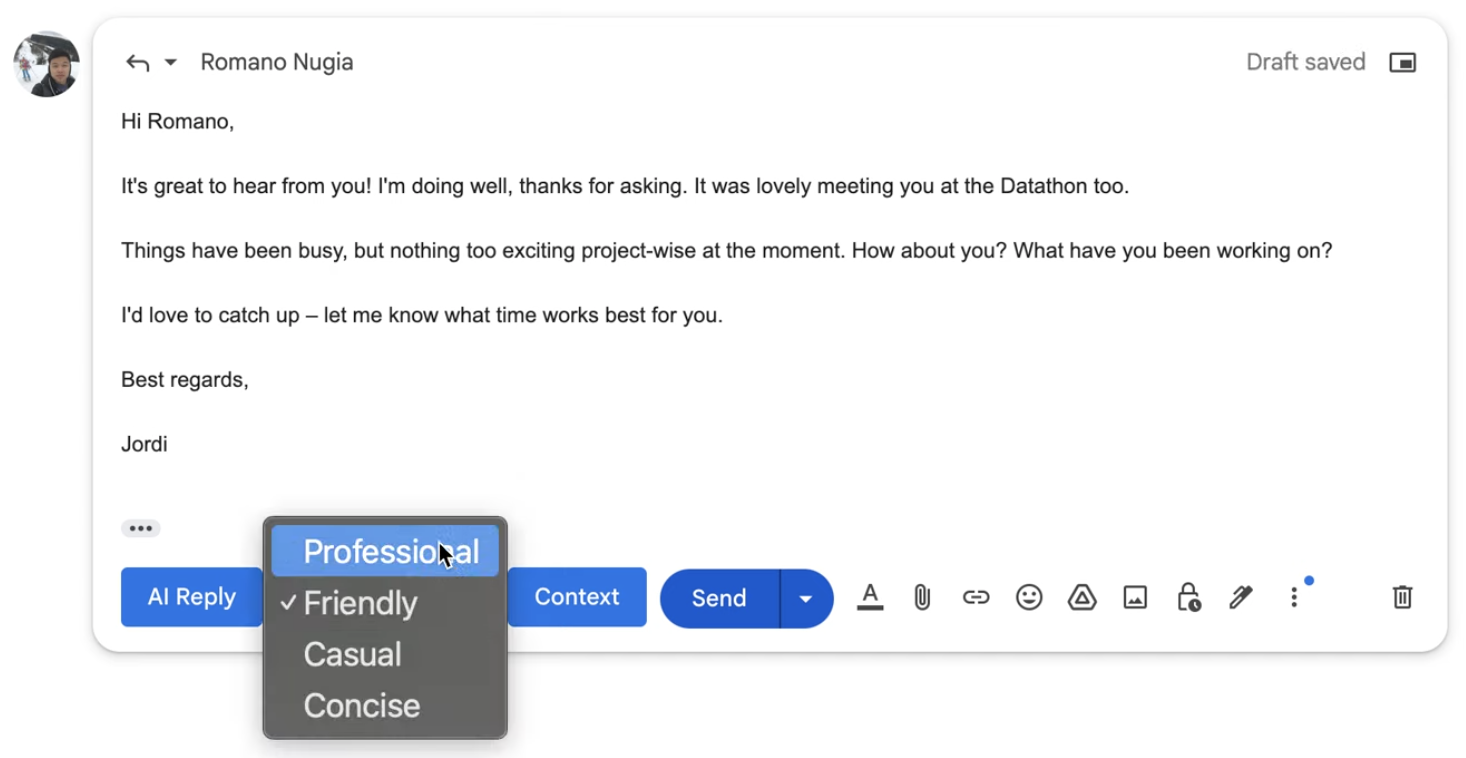 Romano Nugia
Draft saved
Hi Romano,
It's great to hear from you! I'm doing well, thanks for asking. It was lovely meeting you at the Datathon too.
Things have been busy, but nothing too exciting project-wise at the moment. How about you? What have you been working on?
I'd love to catch up – let me know what time works best for you.
Best regards,
Jordi
Professional
AI Reply
✓ Friendly
Context
Send
Casual
Concise